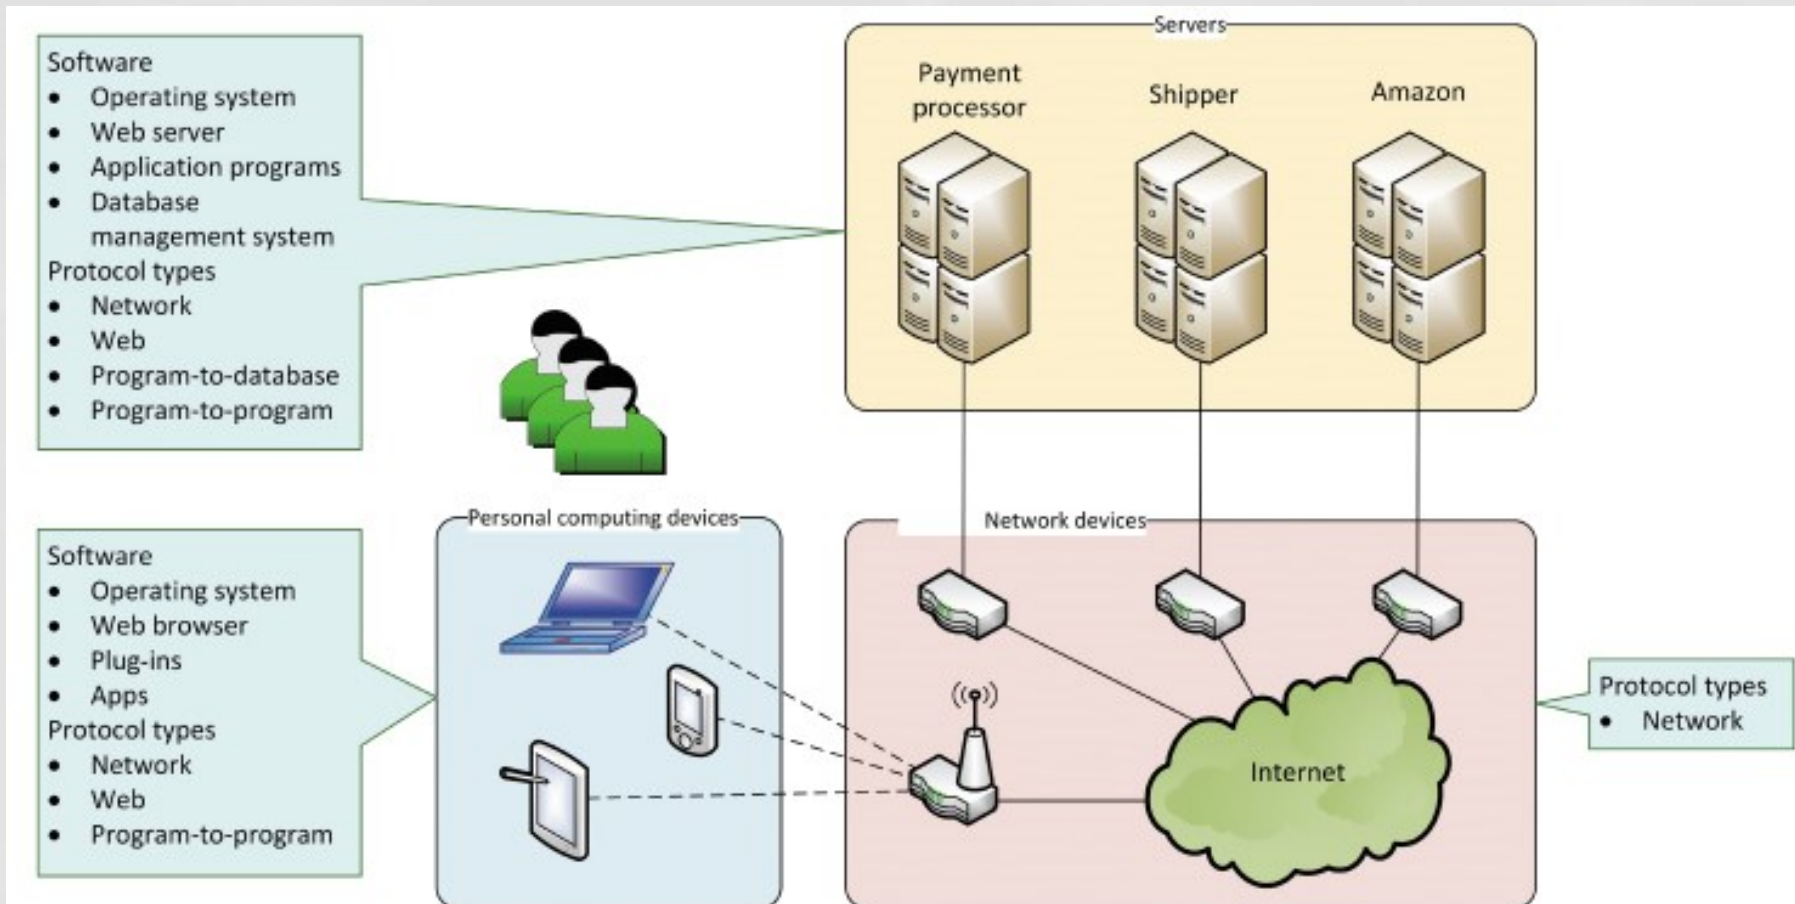 Software
• Operating system
• Web server
• Application programs
• Database
management system
Protocol types
• Network
• Web
• Program-to-database
• Program-to-program
Servers
Payment
processor
Shipper
Amazon
Software
• Operating system
• Web browser
• Plug-ins
• Apps
Protocol types
• Network
• Web
• Program-to-program
Personal computing devices
Network devices
Internet
Protocol types
• Network